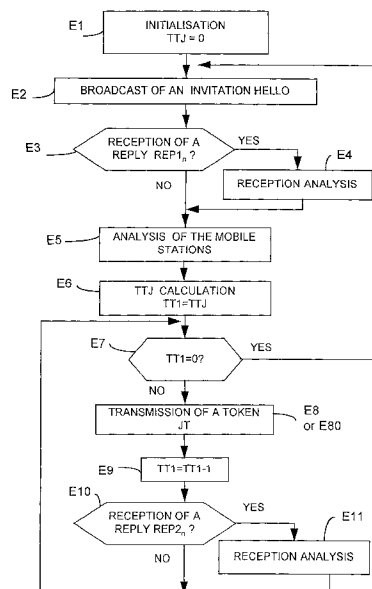 E1
INITIALISATION
TTJ = 0
E2
BROADCAST OF AN INVITATION HELLO
E3
RECEPTION OF A
REPLY REP1n ?
YES
NO
E4
RECEPTION ANALYSIS
E5
ANALYSIS OF THE MOBILE
STATIONS
E6
TTJ CALCULATION
TT1=TTJ
E7
TT1=0?
YES
NO
TRANSMISSION OF A TOKEN
JT
E8
or E80
E9
TT1=TT1-1
E10
RECEPTION OF A
REPLY REP2n ?
YES
NO
E11
RECEPTION ANALYSIS